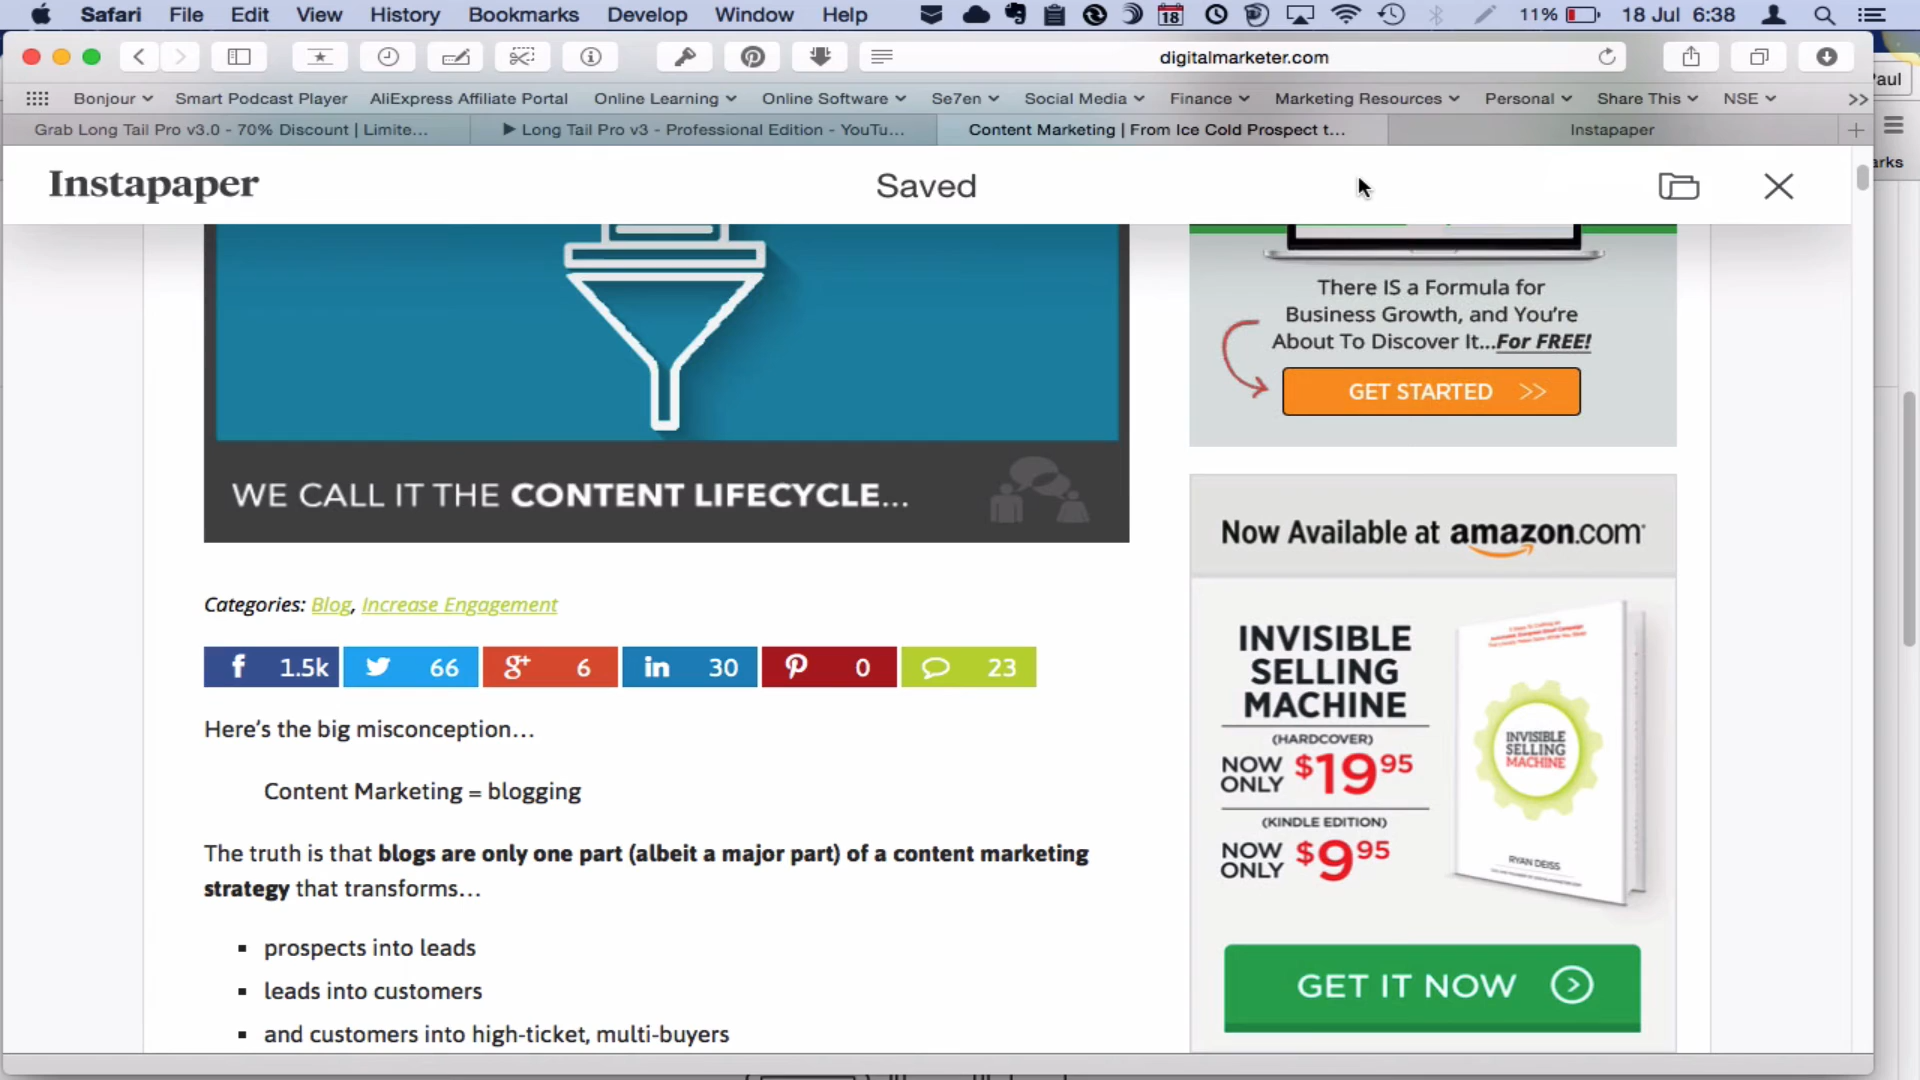 Safari File Edit View History Bookmarks Develop Window Help 18 11% 18 Jul 6:38
digitalmarketer.com
aul
Bonjour Smart Podcast Player AliExpress Affiliate Portal Online Learning Online Software Se7en Social Media Finance Marketing Resources Personal Share This NSE >>
Grab Long Tail Pro v3.0 - 70% Discount | Limite... ▶ Long Tail Pro v3 - Professional Edition - YouTu... Content Marketing | From Ice Cold Prospect t... Instapaper +
rks
Instapaper
Saved
WE CALL IT THE CONTENT LIFECYCLE...
Categories: Blog, Increase Engagement
f 1.5k 66 g+ 6 in 30 0 23
Here's the big misconception...
Content Marketing = blogging
The truth is that blogs are only one part (albeit a major part) of a content marketing
strategy that transforms...
▪ prospects into leads
▪ leads into customers
▪ and customers into high-ticket, multi-buyers
There IS a Formula for
Business Growth, and You're
About To Discover It...For FREE!
GET STARTED >>
Now Available at amazon.com
INVISIBLE
SELLING
MACHINE
(HARDCOVER)
NOW
ONLY $19.95
(KINDLE EDITION)
NOW
ONLY $9.95
INVISIBLE
SELLING
MACHINE
RYAN DEISS
GET IT NOW